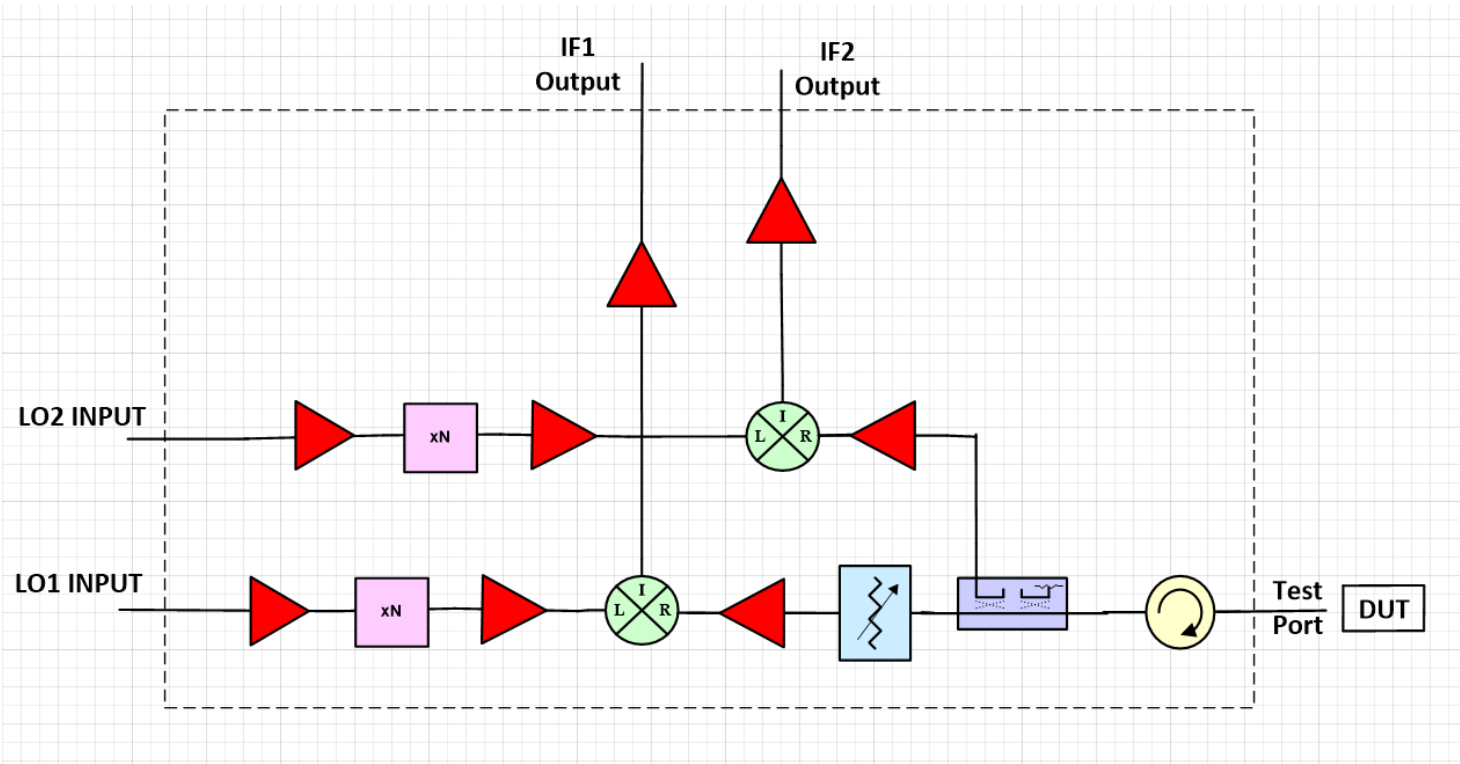 IF1
Output
IF2
Output
LO2 INPUT
xN
I
L
R
LO1 INPUT
xN
I
L
R
Test
Port
DUT